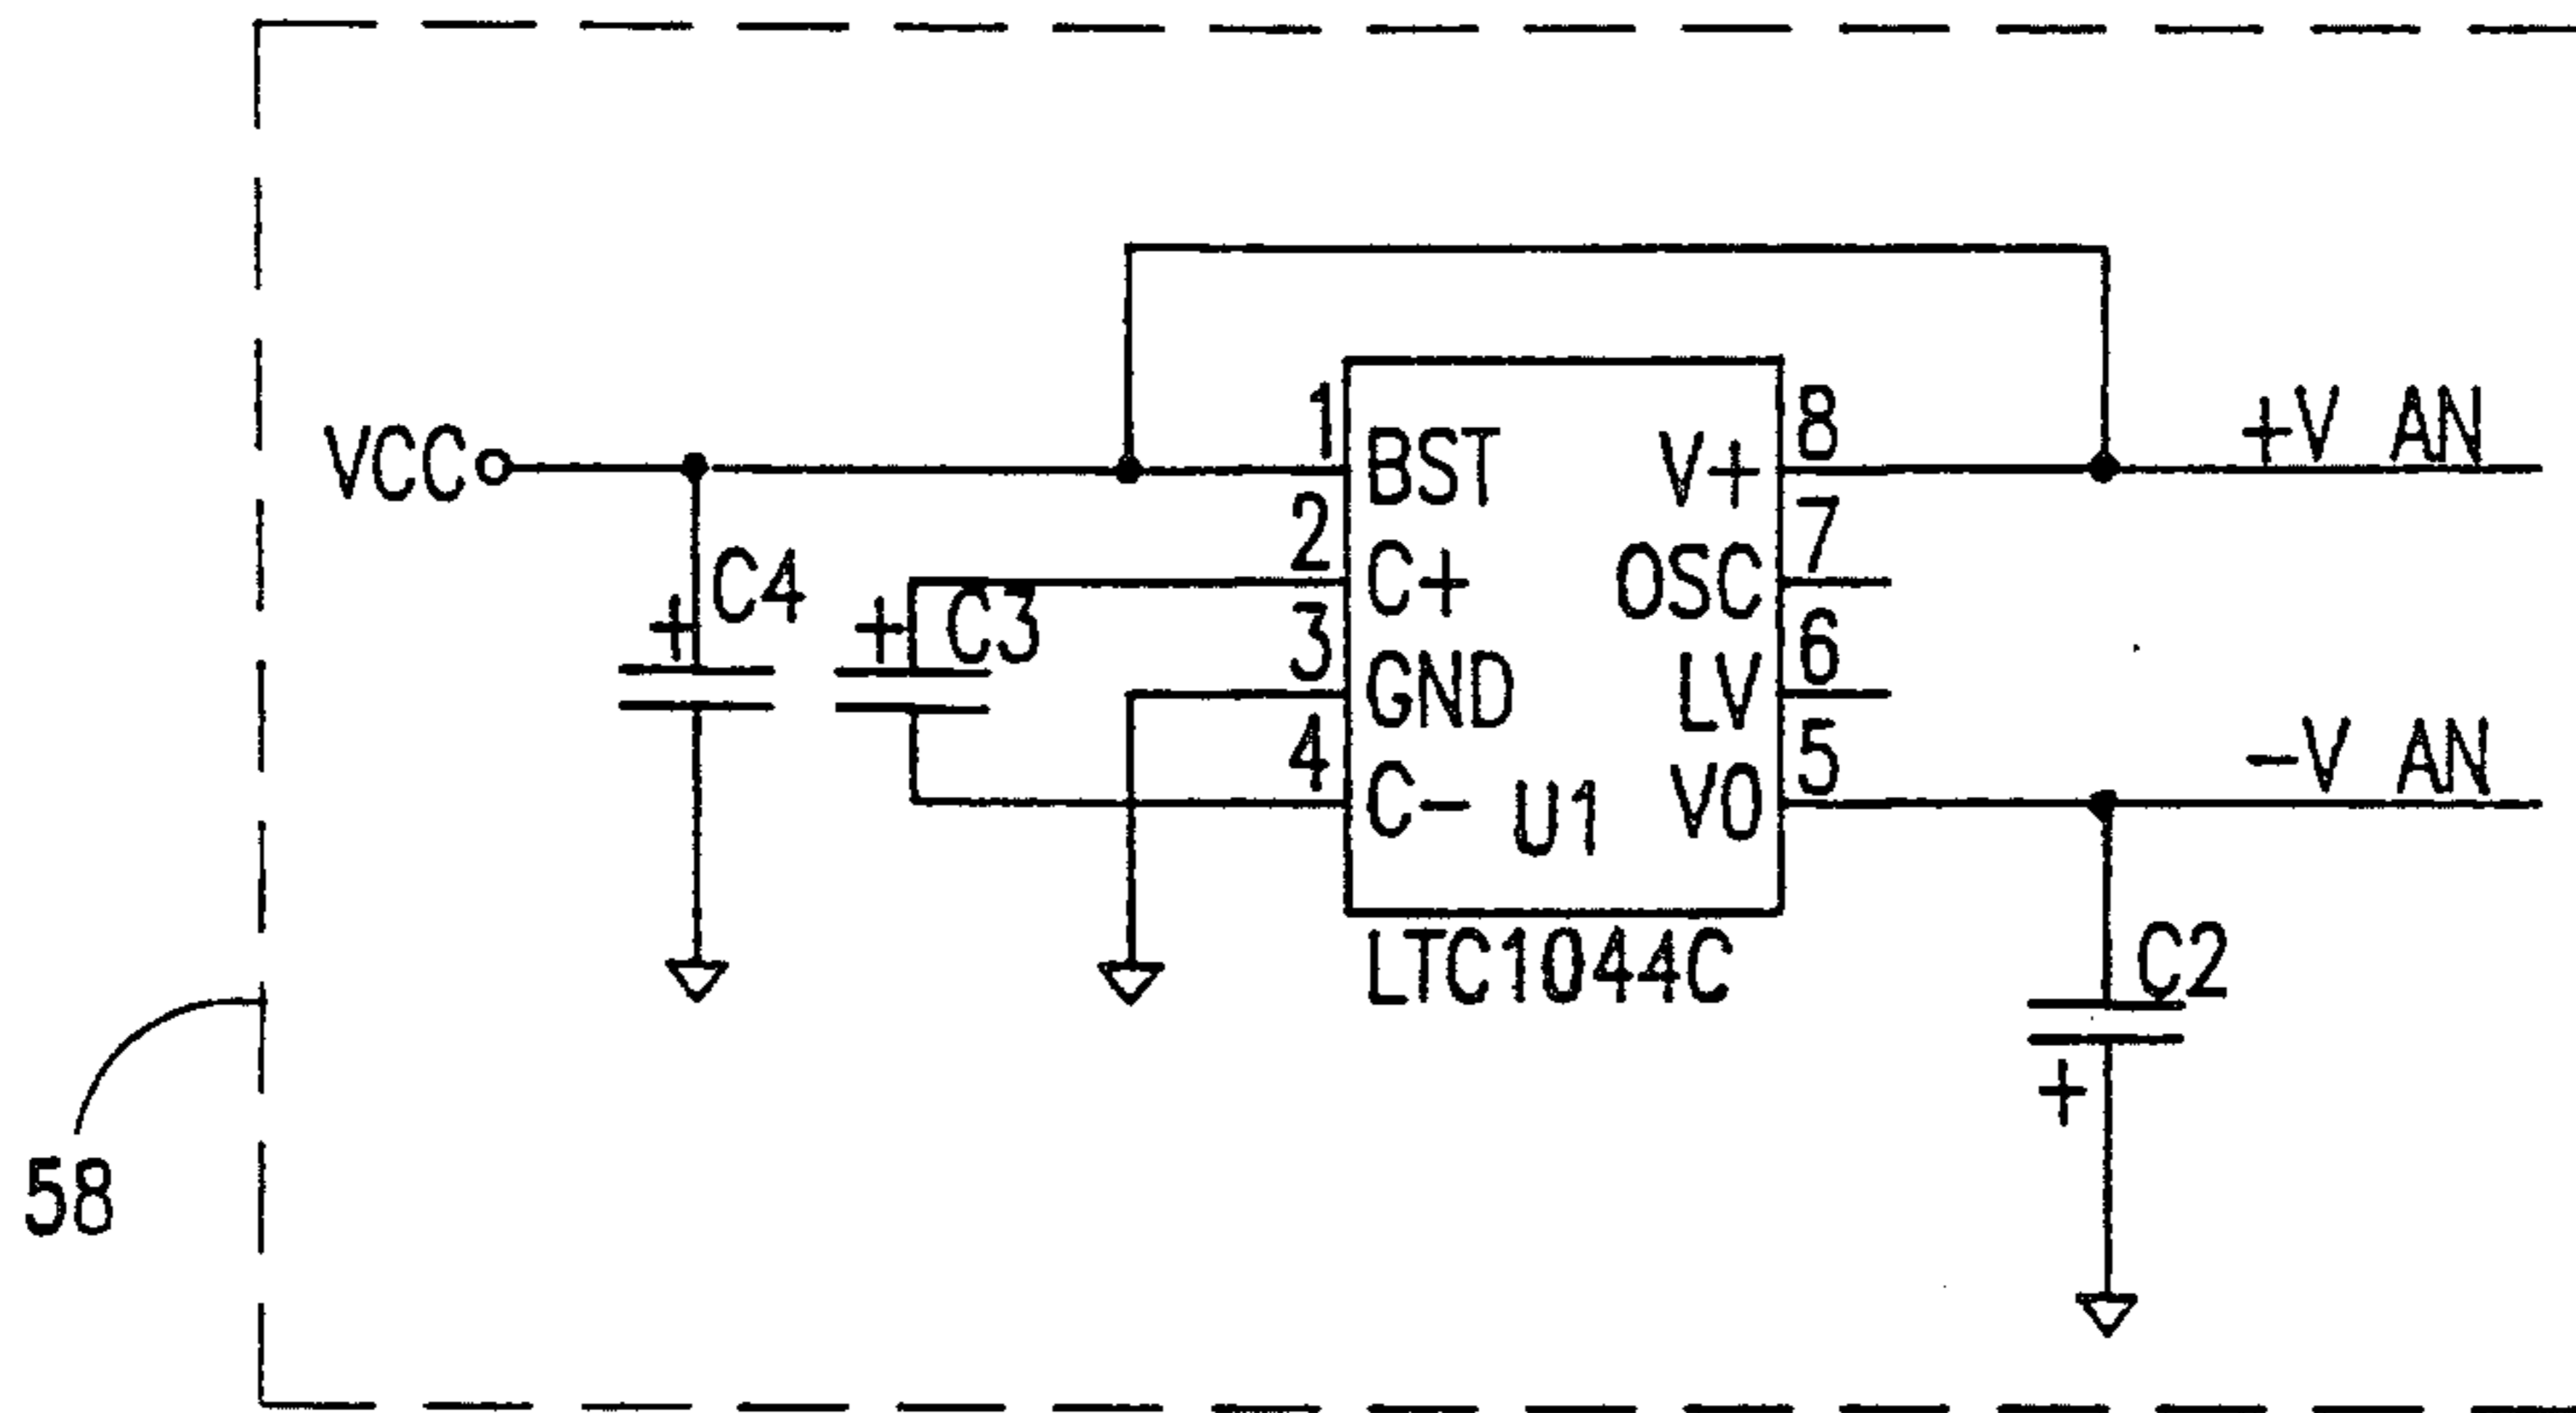 VCC
C4
+
C3
+
1
2
3
4
BST
C+
GND
C-
V+
OSC
LV
VO
8
7
6
5
U1
LTC1044C
+V AN
-V AN
C2
+
58